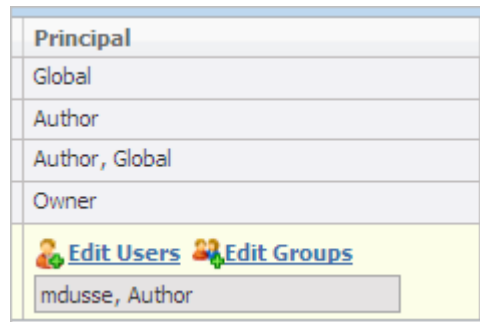 Principal
Global
Author
Author, Global
Owner
Edit Users Edit Groups
mdusse, Author